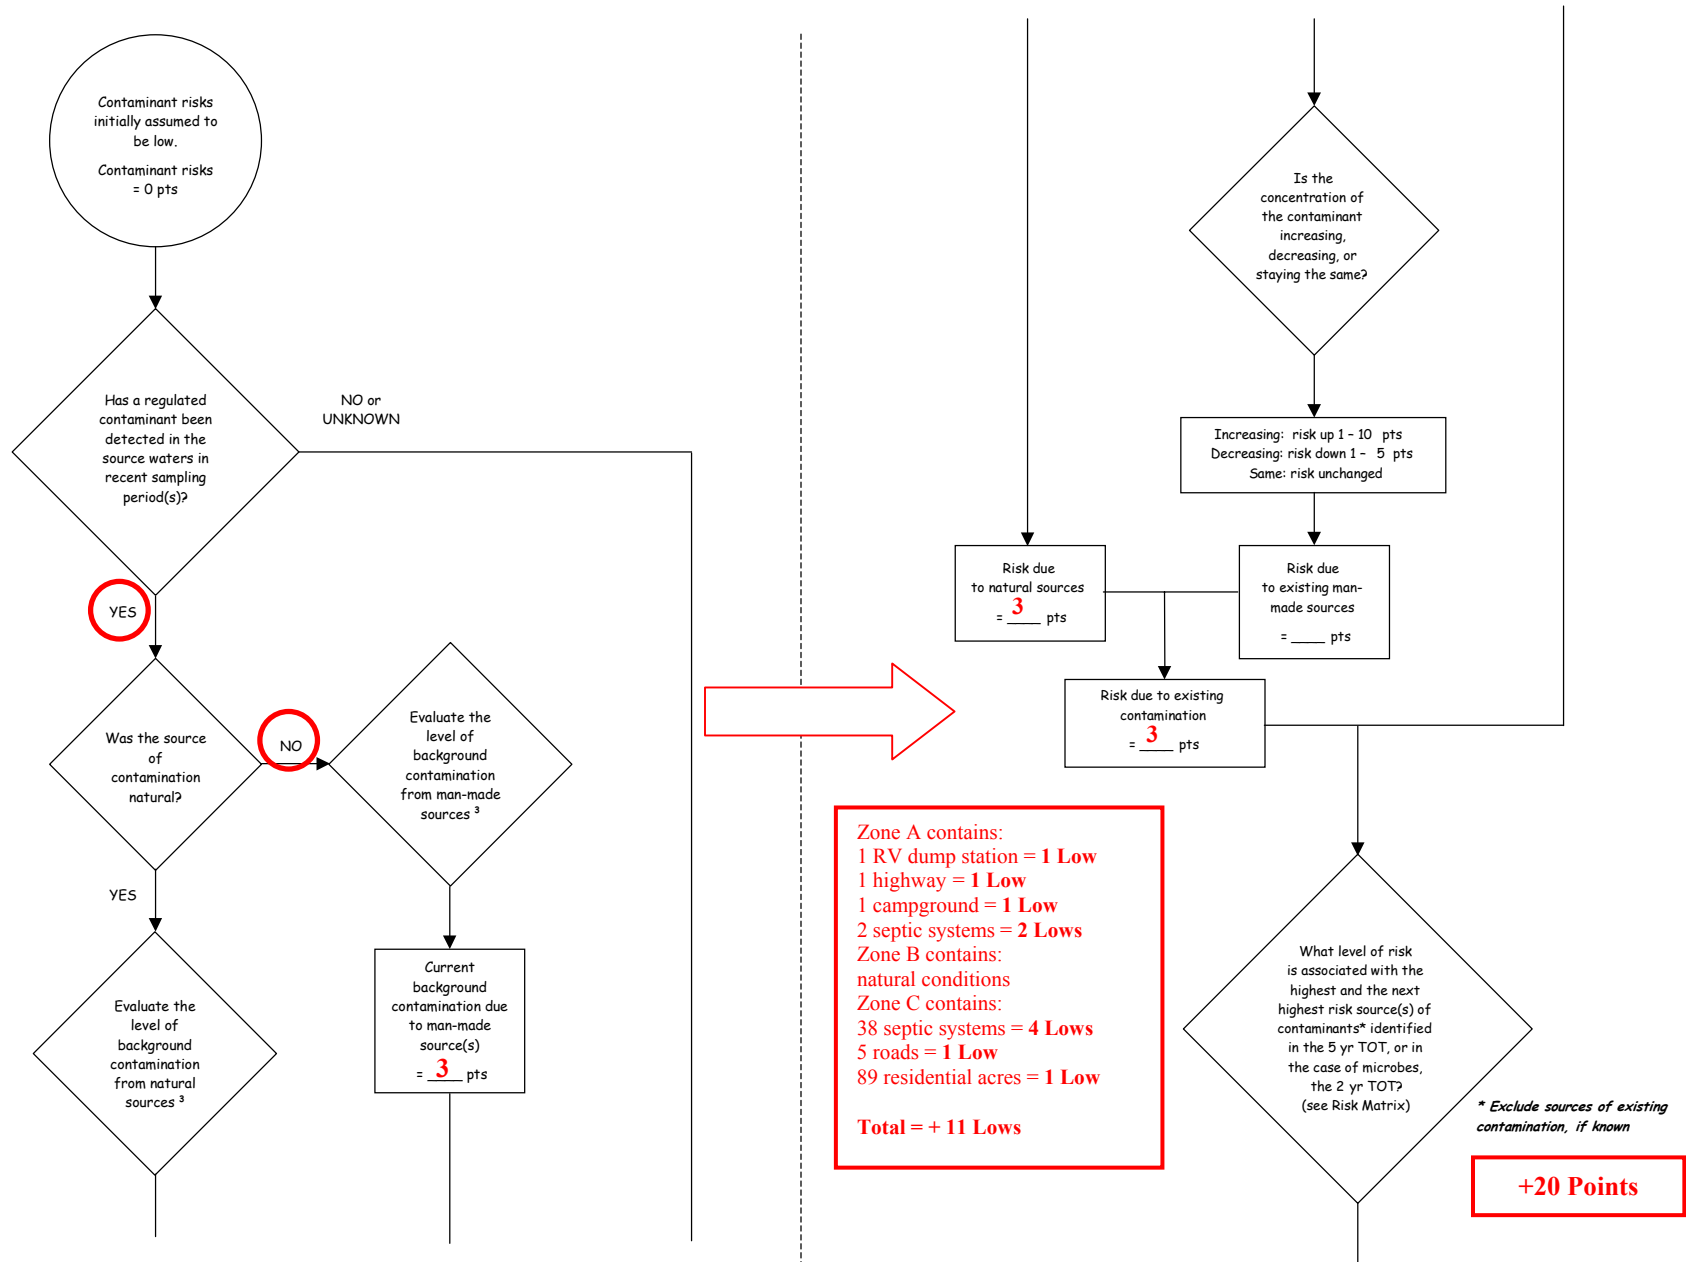 Contaminant risks
initially assumed to
be low.
Contaminant risks
= 0 pts
Has a regulated
contaminant been
detected in the
source waters in
recent sampling
period(s)?
NO or
UNKNOWN
YES
Was the source
of
contamination
natural?
NO
Evaluate the
level of
background
contamination
from man-made
sources ³
YES
Evaluate the
level of
background
contamination
from natural
sources ³
Current
background
contamination due
to man-made
source(s)
= 3 pts
Is the
concentration of
the contaminant
increasing,
decreasing, or
staying the same?
Increasing: risk up 1 – 10 pts
Decreasing: risk down 1 – 5 pts
Same: risk unchanged
Risk due
to natural sources
= 3 pts
Risk due
to existing man-
made sources
= ____ pts
Risk due to existing
contamination
= 3 pts
Zone A contains:
1 RV dump station = 1 Low
1 highway = 1 Low
1 campground = 1 Low
2 septic systems = 2 Lows
Zone B contains:
natural conditions
Zone C contains:
38 septic systems = 4 Lows
5 roads = 1 Low
89 residential acres = 1 Low
Total = + 11 Lows
What level of risk
is associated with the
highest and the next
highest risk source(s) of
contaminants* identified
in the 5 yr TOT, or in
the case of microbes,
the 2 yr TOT?
(see Risk Matrix)
* Exclude sources of existing
contamination, if known
+20 Points